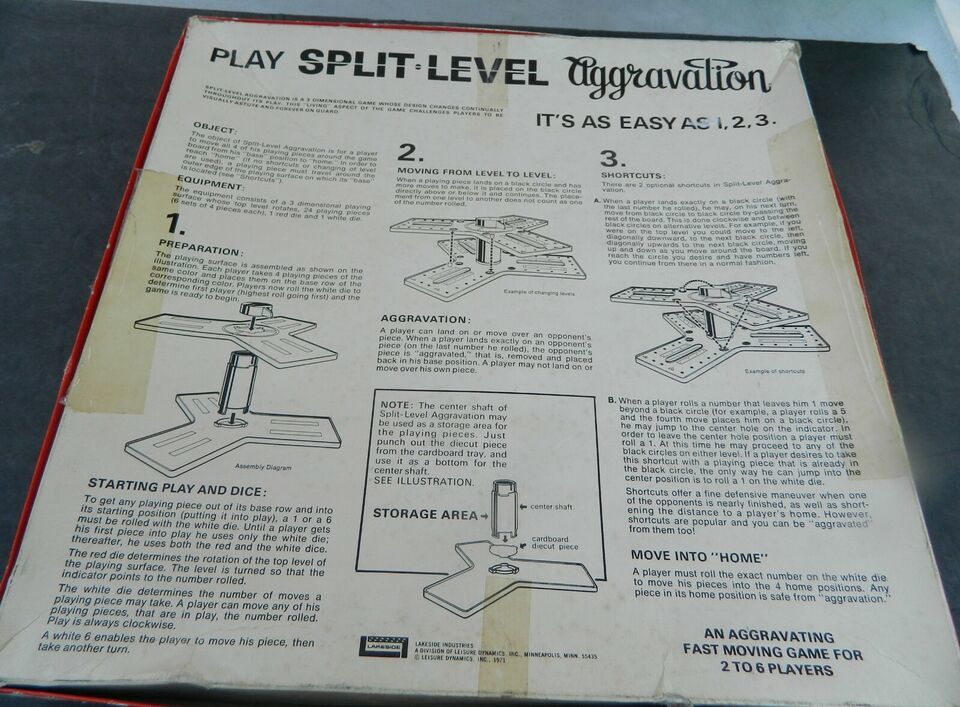 PLAY SPLIT-LEVEL Aggravation
SPLIT-LEVEL AGGRAVATION IS A 3 DIMENSIONAL GAME WHOSE DESIGN CHANGES CONTINUALLY
THROUGHOUT ITS PLAY. THIS "LIVING" ASPECT OF THE GAME CHALLENGES PLAYERS TO BE
VISUALLY ASTUTE AND FOREVER ON GUARD.
IT'S AS EASY AS 1, 2, 3.
OBJECT:
The object of Split-Level Aggravation is for a player
to move all 4 of his playing pieces around the game
board from his "base" position to "home." In order to
reach "home" (if no shortcuts or changing of level
are used), a playing piece must travel around the
outer edge of the playing surface on which its "base"
is located (see "Shortcuts").
EQUIPMENT:
The equipment consists of a 3 dimensional playing
surface whose top level rotates, 24 playing pieces
(6 sets of 4 pieces each), 1 red die, and 1 white die.
1.
PREPARATION:
The playing surface is assembled as shown on the
illustration. Each player takes 4 playing pieces of the
same color and places them on the base row of the
corresponding color. Players now roll the white die to
determine first player (highest roll going first) and the
game is ready to begin.
Assembly Diagram
STARTING PLAY AND DICE:
To get any playing piece out of its base row and into
its starting position (putting it into play), a 1 or a 6
must be rolled with the white die. Until a player gets
his first piece into play he uses only the white die;
thereafter, he uses both the red and the white dice.
The red die determines the rotation of the top level of
the playing surface. The level is turned so that the
indicator points to the number rolled.
The white die determines the number of moves a
playing piece may take. A player can move any of his
playing pieces, that are in play, the number rolled.
Play is always clockwise.
A white 6 enables the player to move his piece, then
take another turn.
2.
MOVING FROM LEVEL TO LEVEL:
When a playing piece lands on a black circle and has
more moves to make, it is placed on the black circle
directly above or below it and continues. The place-
ment from one level to another does not count as one
of the number rolled.
Example of changing levels
AGGRAVATION:
A player can land on or move over an opponent's
piece. When a player lands exactly on an opponent's
piece (on the last number he rolled), the opponent's
piece is "aggravated," that is, removed and placed
back in his base position. A player may not land on or
move over his own piece.
NOTE: The center shaft of
Split-Level Aggravation may
be used as a storage area for
the playing pieces. Just
punch out the diecut piece
from the cardboard tray, and
use it as a bottom for the
center shaft.
SEE ILLUSTRATION.
STORAGE AREA
center shaft
cardboard
diecut piece
3.
SHORTCUTS:
There are 2 optional shortcuts in Split-Level Aggra-
vation.
A. When a player lands exactly on a black circle (with
the last number he rolled), he may, on his next turn,
move from black circle to black circle by-passing the
rest of the board. This is done clockwise and between
black circles on alternative levels. For example, if you
were on the top level you could move to the left,
diagonally downward, to the next black circle, then
diagonally upwards to the next black circle, moving
up and down as you move around the board. If you
reach the circle you desire and have numbers left,
you continue from there in a normal fashion.
Example of shortcuts
B. When a player rolls a number that leaves him 1 move
beyond a black circle (for example, a player rolls a 5
and the fourth move places him on a black circle),
he may jump to the center hole on the indicator. In
order to leave the center hole position a player must
roll a 1. At this time he may proceed to any of the
black circles on either level. If a player desires to take
this shortcut with a playing piece that is already in
the black circle, the only way he can jump into the
center position is to roll a 1 on the white die.
Shortcuts offer a fine defensive maneuver when one
of the opponents is nearly finished, as well as short-
ening the distance to a player's home. However,
shortcuts are popular and you can be "aggravated"
from them too!
MOVE INTO "HOME"
A player must roll the exact number on the white die
to move his pieces into the 4 home positions. Any
piece in its home position is safe from "aggravation."
LAKESIDE
LAKESIDE INDUSTRIES
A DIVISION OF LEISURE DYNAMICS, INC., MINNEAPOLIS, MINN. 55435
© LEISURE DYNAMICS, INC., 1971
AN AGGRAVATING
FAST MOVING GAME FOR
2 TO 6 PLAYERS